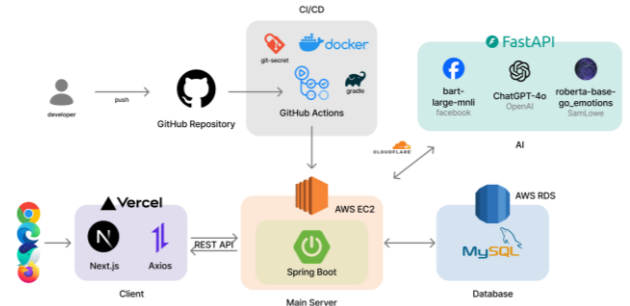 CI/CD
git-secret
docker
gradle
GitHub Actions
developer
push
GitHub Repository
FastAPI
bart-
large-mnli
facebook
ChatGPT-4o
OpenAI
roberta-base-
go_emotions
SamLowe
AI
CLOUDFLARE
Vercel
Next.js
Axios
Client
REST API
AWS EC2
Spring Boot
Main Server
AWS RDS
MySQL
Database